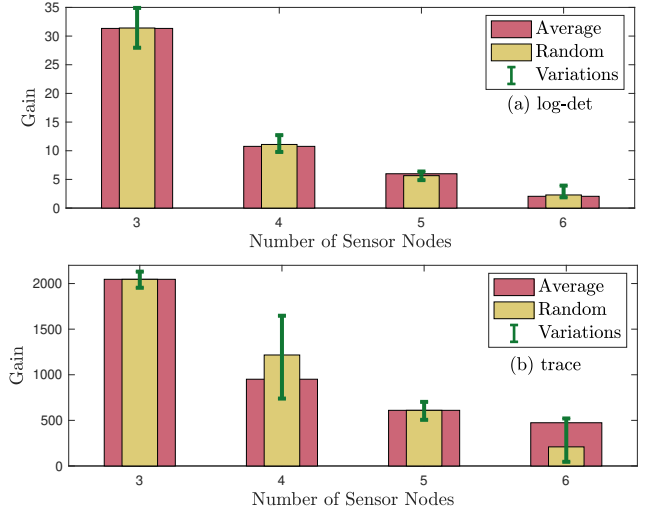 35
30
25
20
15
10
5
0
Gain
Average
Random
Variations
(a) log-det
3 4 5 6
Number of Sensor Nodes
2000
1500
1000
500
0
Gain
Average
Random
Variations
(b) trace
3 4 5 6
Number of Sensor Nodes